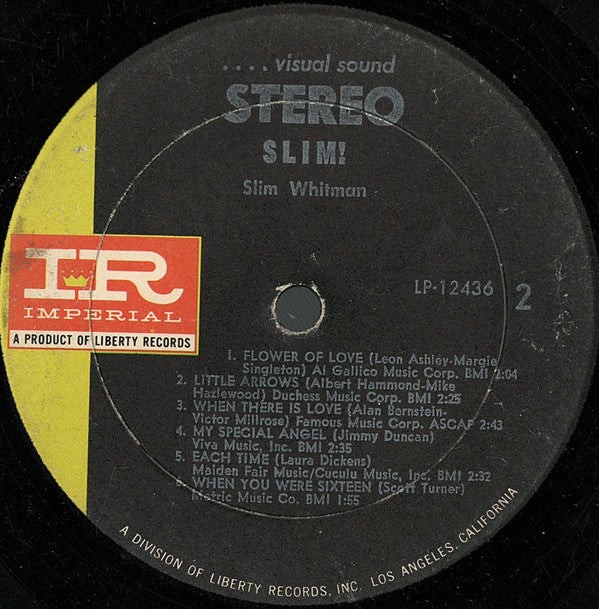 .... visual sound
STEREO
SLIM!
Slim Whitman
IR
IMPERIAL
A PRODUCT OF LIBERTY RECORDS
LP-12436 2
1. FLOWER OF LOVE (Leon Ashley-Margie
Singleton) Al Gallico Music Corp. BMI 2:04
2. LITTLE ARROWS (Albert Hammond-Mike
Hazlewood) Duchess Music Corp. BMI 2:25
3. WHEN THERE IS LOVE (Alan Bernstein-
Victor Millrose) Famous Music Corp. ASCAP 2:43
4. MY SPECIAL ANGEL (Jimmy Duncan)
Viva Music, Inc. BMI 2:35
5. EACH TIME (Laura Dickens)
Maiden Fair Music/Cuculu Music, Inc. BMI 2:32
6. WHEN YOU WERE SIXTEEN (Scott Turner)
Metric Music Co. BMI 1:55
A DIVISION OF LIBERTY RECORDS, INC. LOS ANGELES, CALIFORNIA